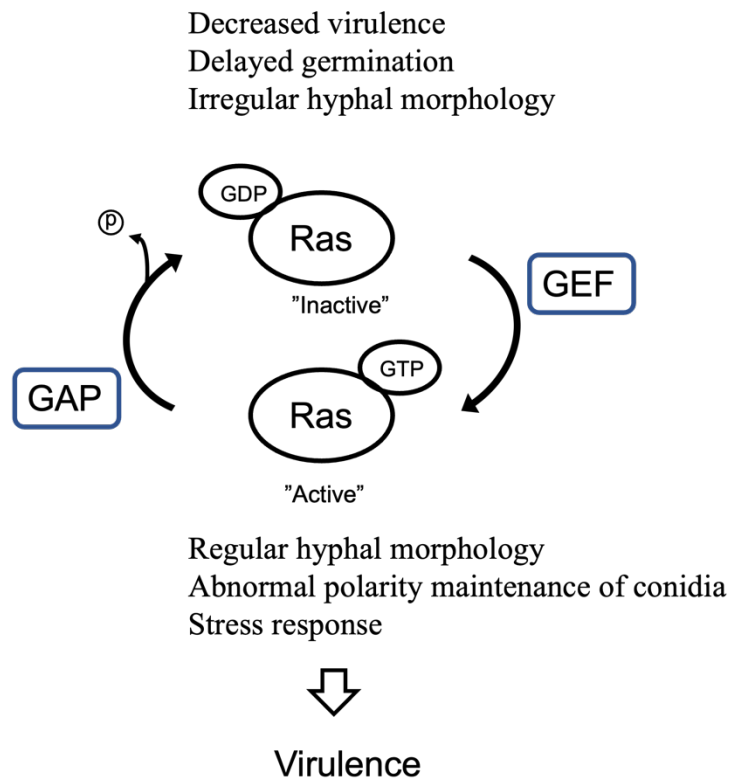 Decreased virulence
Delayed germination
Irregular hyphal morphology
GDP
P
Ras
GEF
”Inactive”
GTP
GAP
Ras
”Active”
Regular hyphal morphology
Abnormal polarity maintenance of conidia
Stress response
Virulence